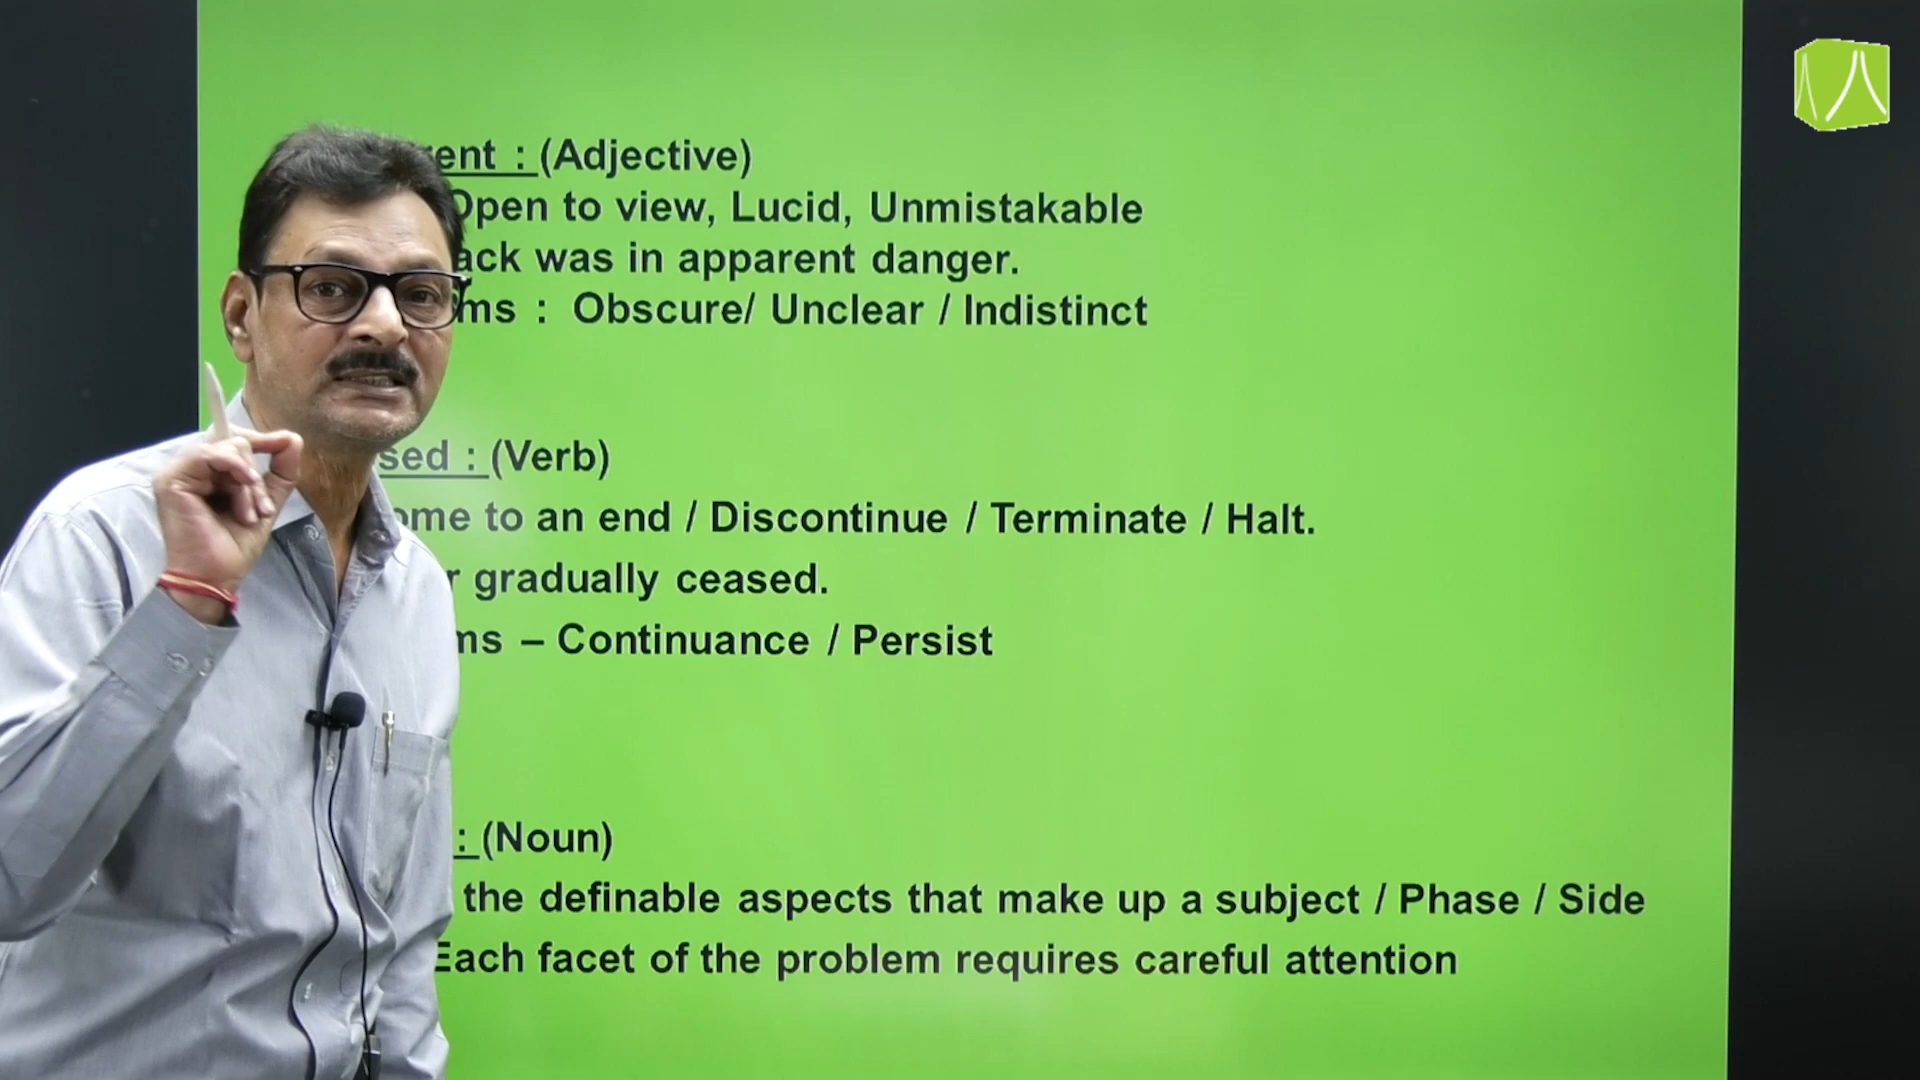 rent : (Adjective)
Open to view, Lucid, Unmistakable
ack was in apparent danger.
ms : Obscure/ Unclear / Indistinct
sed : (Verb)
ome to an end / Discontinue / Terminate / Halt.
r gradually ceased.
ms – Continuance / Persist
: (Noun)
the definable aspects that make up a subject / Phase / Side
Each facet of the problem requires careful attention